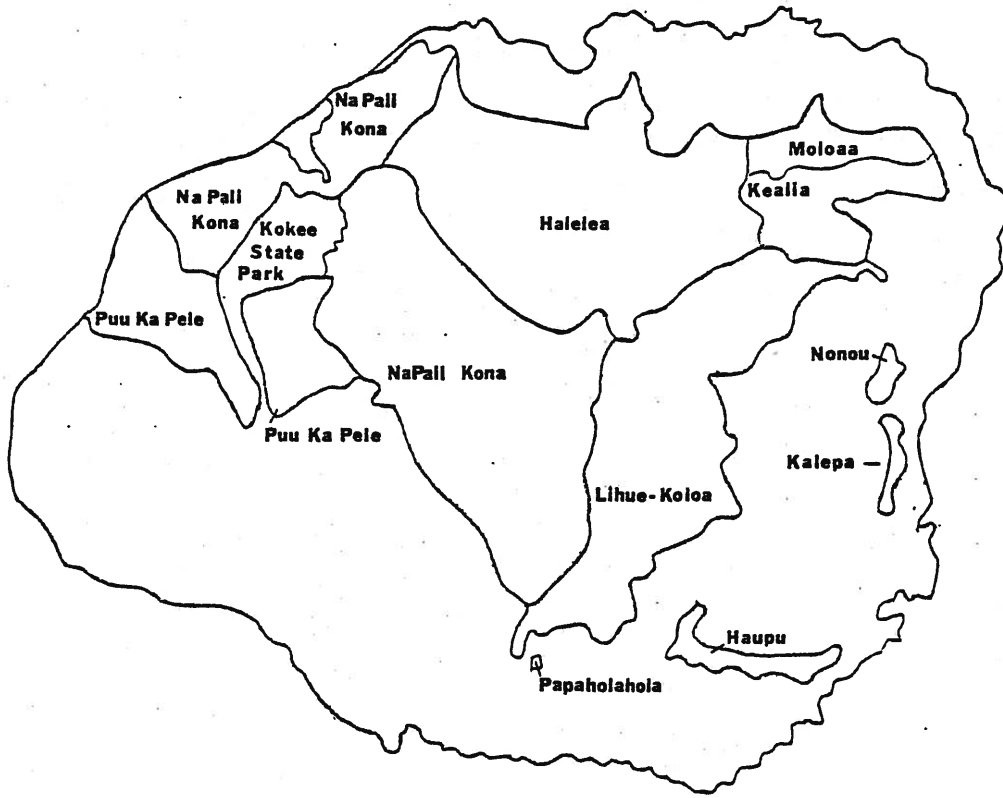 Na Pali
Kona
Moloaa
Na Pali
Kona
Kealia
Kokee
State
Park
Halelea
Puu Ka Pele
NaPali Kona
Nonou
Puu Ka Pele
Kalepa
Lihue-Koloa
Haupu
Papaholahola